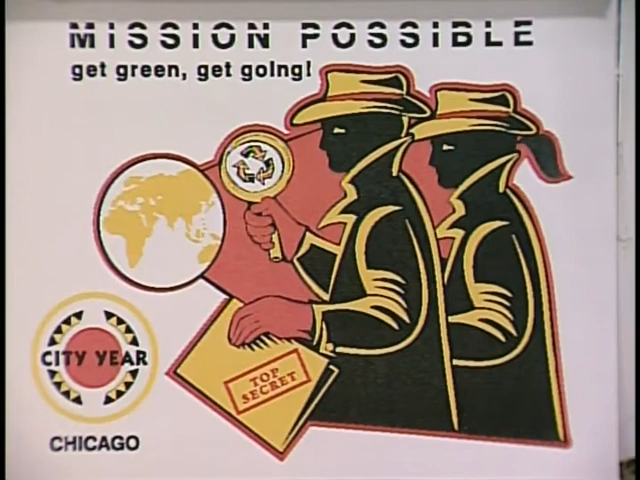 MISSION POSSIBLE
get green, get going!
CITY YEAR
TOP
SECRET
CHICAGO